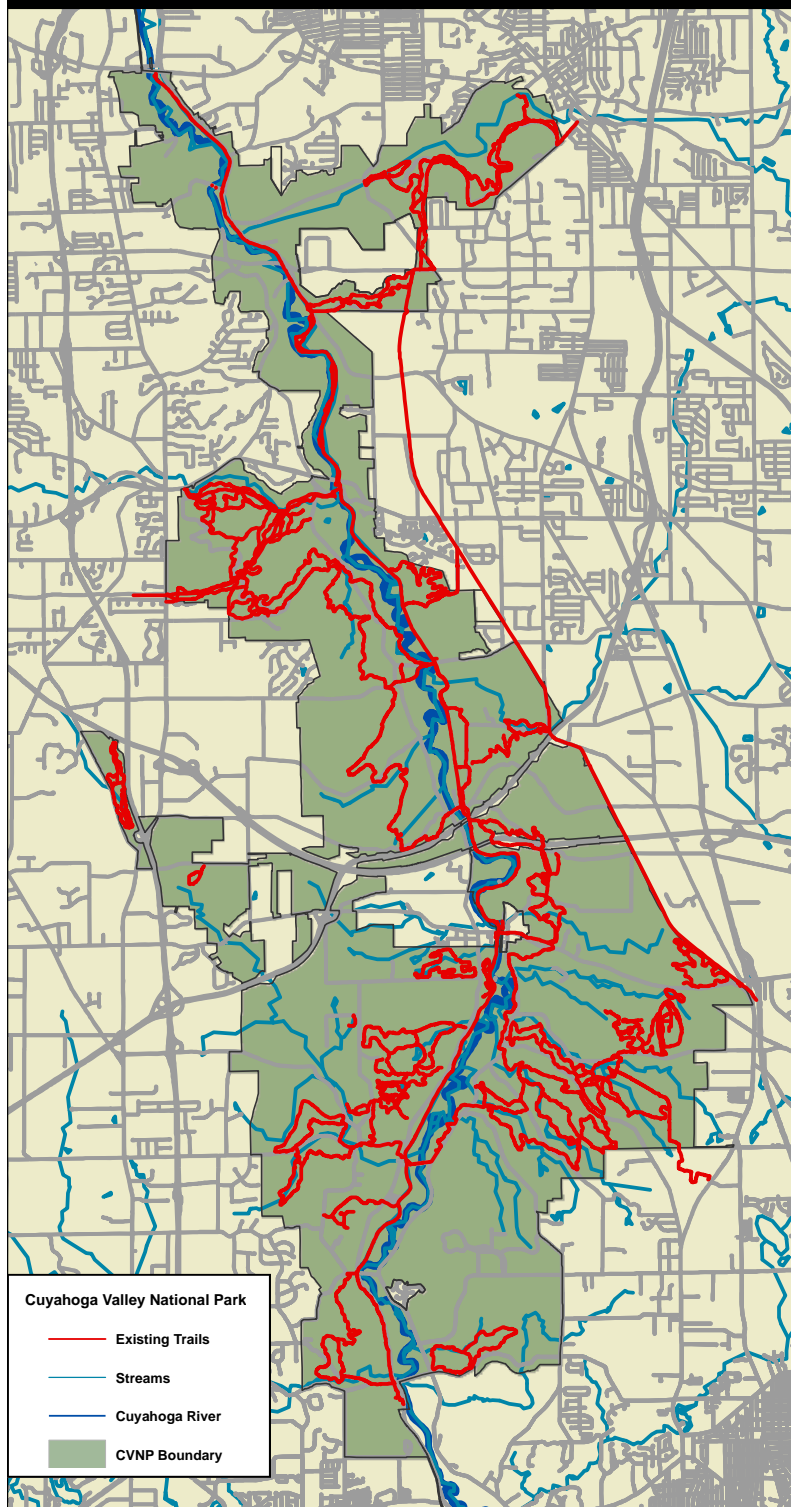 Cuyahoga Valley National Park
Existing Trails
Streams
Cuyahoga River
CVNP Boundary